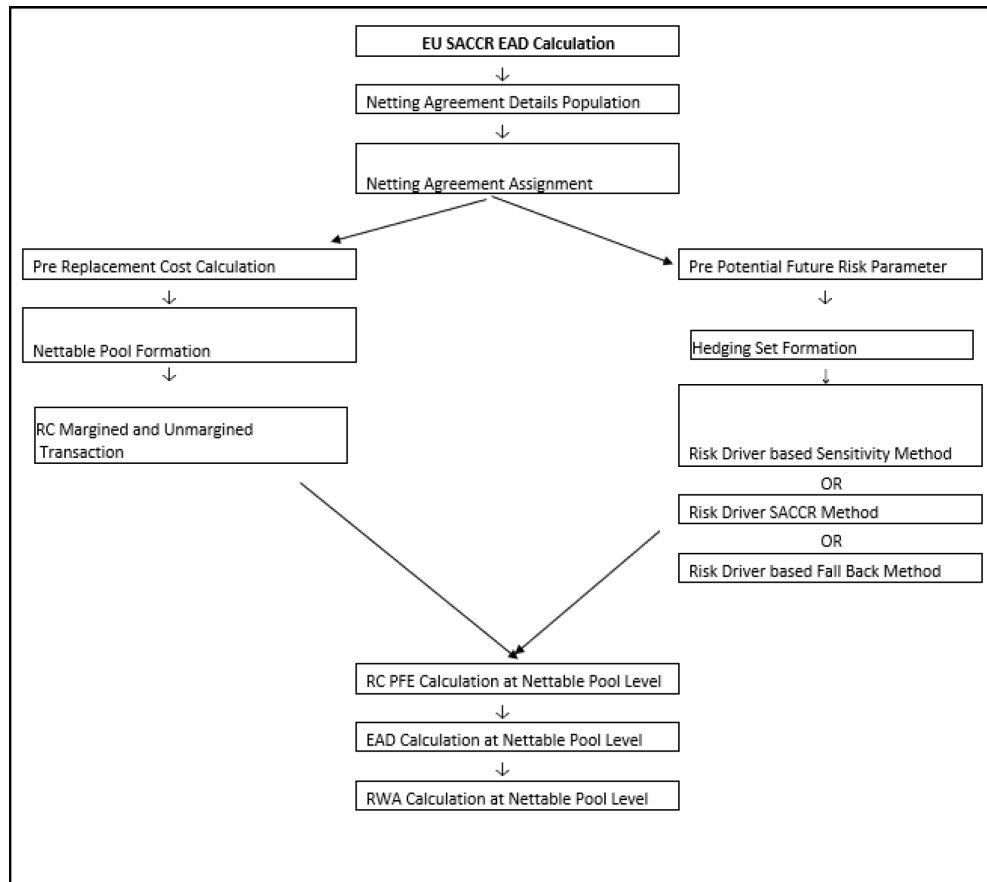 EU SACCR EAD Calculation
Netting Agreement Details Population
Netting Agreement Assignment
Pre Replacement Cost Calculation
Nettable Pool Formation
RC Margined and Unmargined
Transaction
Pre Potential Future Risk Parameter
Hedging Set Formation
Risk Driver based Sensitivity Method
OR
Risk Driver SACCR Method
OR
Risk Driver based Fall Back Method
RC PFE Calculation at Nettable Pool Level
EAD Calculation at Nettable Pool Level
RWA Calculation at Nettable Pool Level